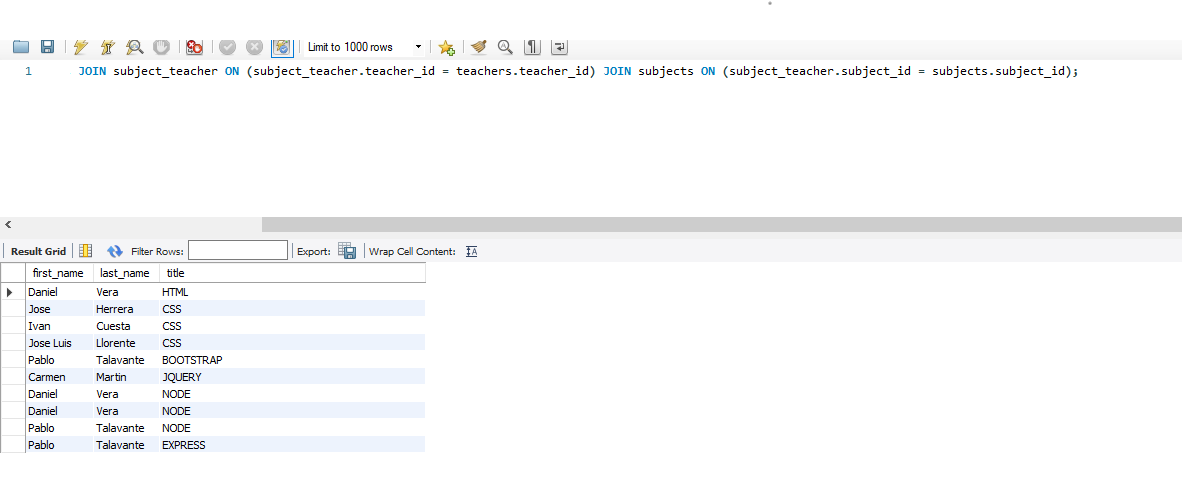 Limit to 1000 rows
1 JOIN subject_teacher ON (subject_teacher.teacher_id = teachers.teacher_id) JOIN subjects ON (subject_teacher.subject_id = subjects.subject_id);
Result Grid Filter Rows: Export: Wrap Cell Content: IA
first_name last_name title
Daniel Vera HTML
Jose Herrera CSS
Ivan Cuesta CSS
Jose Luis Llorente CSS
Pablo Talavante BOOTSTRAP
Carmen Martin JQUERY
Daniel Vera NODE
Daniel Vera NODE
Pablo Talavante NODE
Pablo Talavante EXPRESS